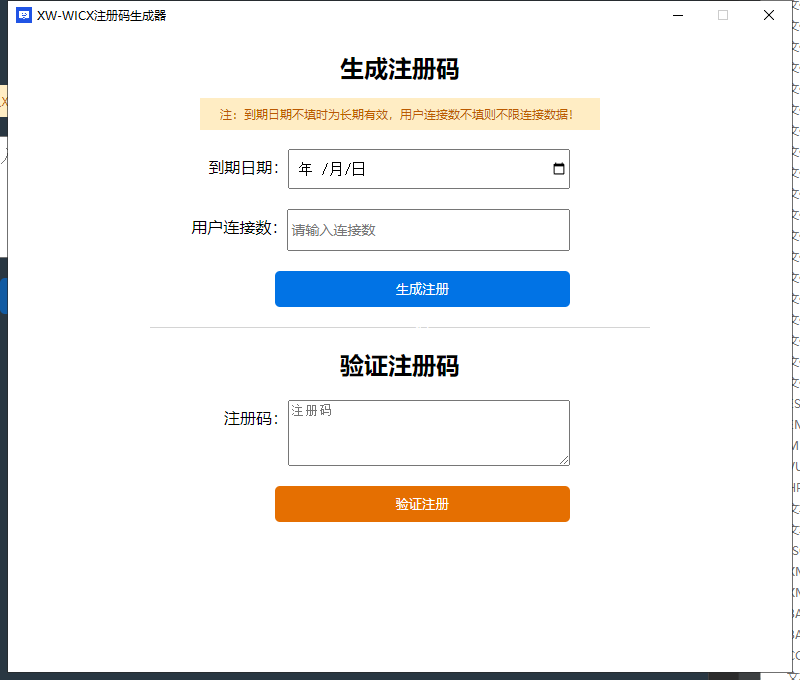 XW-WICX注册码生成器
生成注册码
注：到期日期不填时为长期有效，用户连接数不填则不限连接数据！
到期日期：
年 /月/日
用户连接数：
请输入连接数
生成注册
验证注册码
注册码：
注册码
验证注册